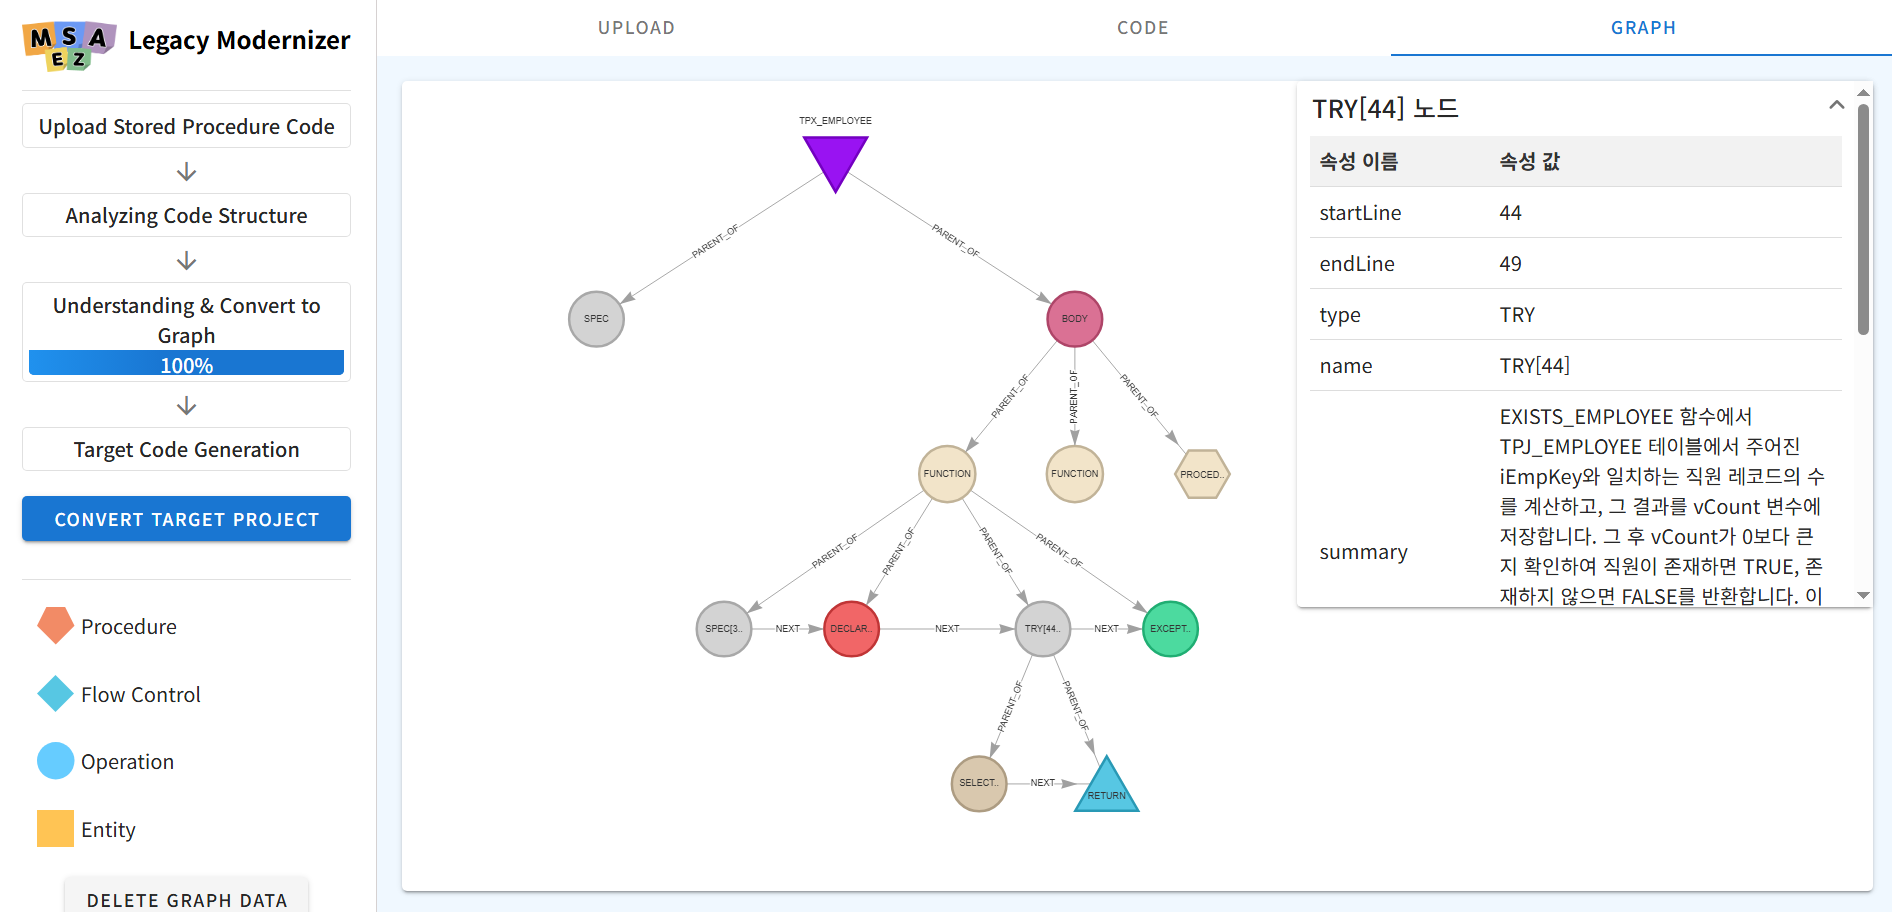 MSA
EZ
Legacy Modernizer
Upload Stored Procedure Code
Analyzing Code Structure
Understanding & Convert to
Graph
100%
Target Code Generation
CONVERT TARGET PROJECT
Procedure
Flow Control
Operation
Entity
DELETE GRAPH DATA
UPLOAD
CODE
GRAPH
TPX_EMPLOYEE
PARENT_OF
PARENT_OF
SPEC
BODY
PARENT_OF
PARENT_OF
PARENT_OF
FUNCTION
FUNCTION
PROCED..
PARENT_OF
PARENT_OF
PARENT_OF
PARENT_OF
SPEC[3..
NEXT
DECLAR..
NEXT
TRY[44..
NEXT
EXCEPT..
PARENT_OF
PARENT_OF
SELECT..
NEXT
RETURN
TRY[44] 노드
속성 이름
속성 값
startLine
44
endLine
49
type
TRY
name
TRY[44]
summary
EXISTS_EMPLOYEE 함수에서
TPJ_EMPLOYEE 테이블에서 주어진
iEmpKey와 일치하는 직원 레코드의 수
를 계산하고, 그 결과를 vCount 변수에
저장합니다. 그 후 vCount가 0보다 큰
지 확인하여 직원이 존재하면 TRUE, 존
재하지 않으면 FALSE를 반환합니다. 이